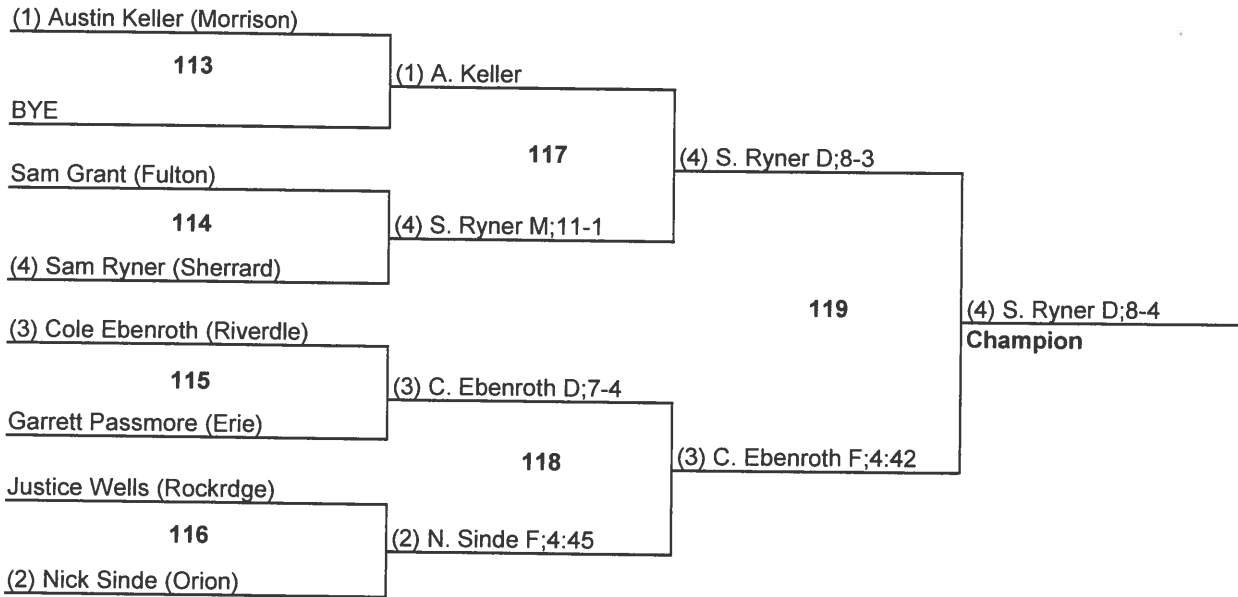 (1) Austin Keller (Morrison)
113
(1) A. Keller
BYE
117
(4) S. Ryner D;8-3
Sam Grant (Fulton)
114
(4) S. Ryner M;11-1
(4) Sam Ryner (Sherrard)
119
(4) S. Ryner D;8-4
Champion
(3) Cole Ebenroth (Riverdle)
115
(3) C. Ebenroth D;7-4
Garrett Passmore (Erie)
118
(3) C. Ebenroth F;4:42
Justice Wells (Rockrdge)
116
(2) N. Sinde F;4:45
(2) Nick Sinde (Orion)